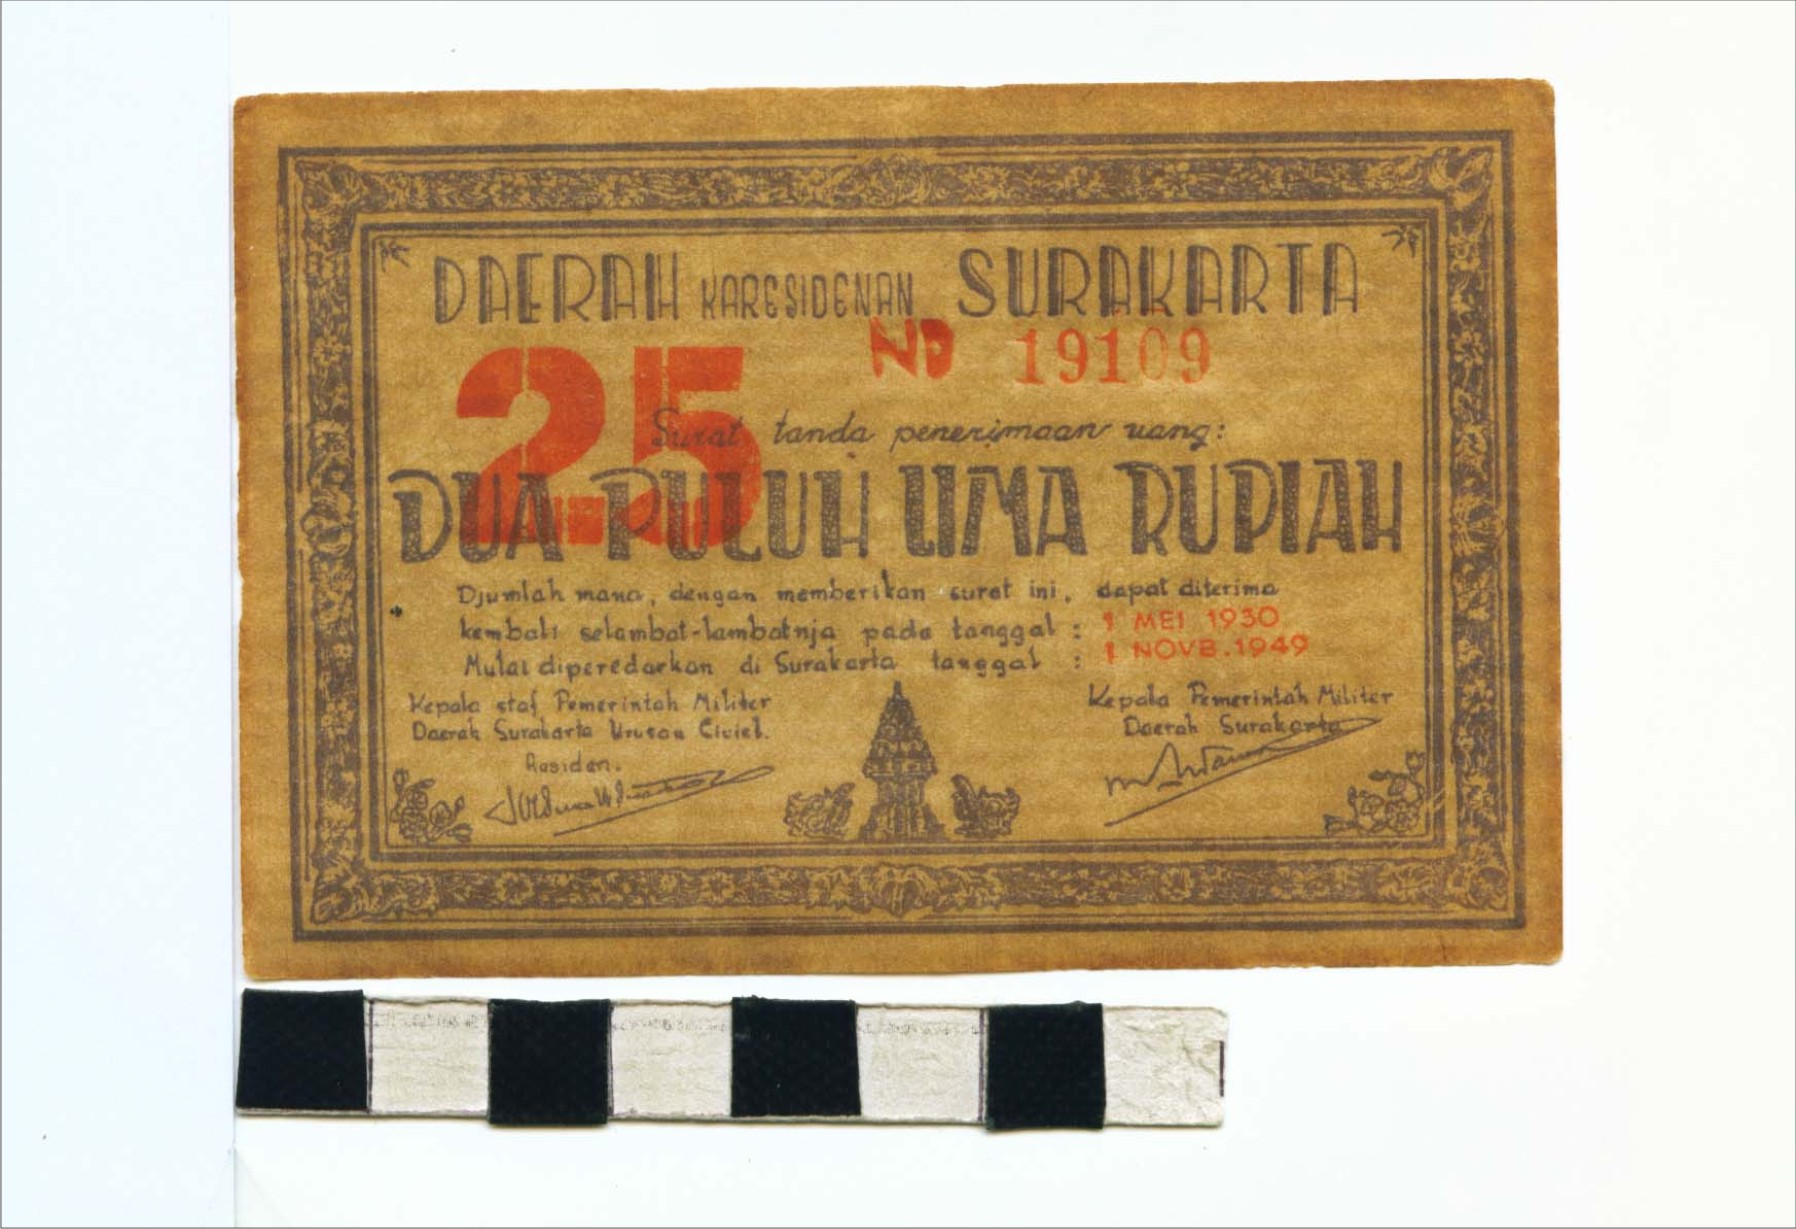 DAERAH KARESIDENAN SURAKARTA
NO 19109
25
Surat tanda penerimaan uang:
DUA PULUH LIMA RUPIAH
Djumlah mana, dengan memberikan surat ini, dapat diterima
kembali selambat-lambatnja pada tanggal : 1 MEI 1930
Mulai diperedarkan di Surakarta tanggal : 1 NOVB.1949
Kepala staf Pemerintah Militer
Daerah Surakarta Urusan Civiel.
Residen.
Kepala Pemerintah Militer
Daerah Surakarta